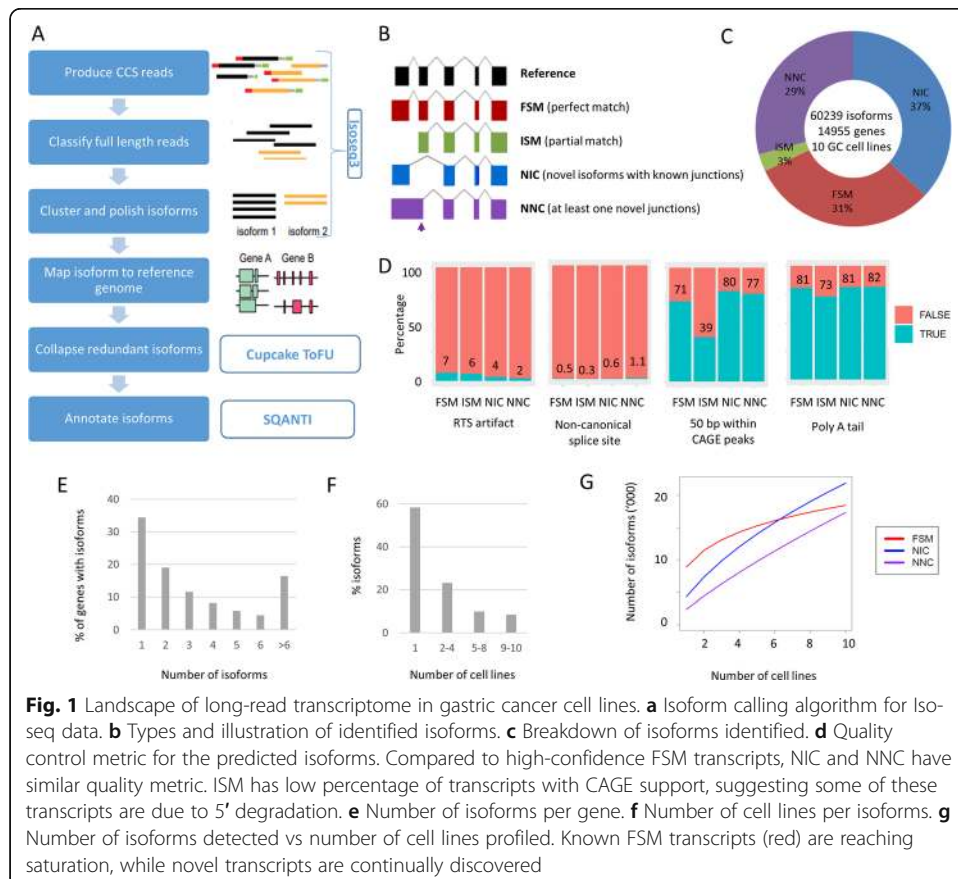 A
Produce CCS reads
Classify full length reads
Cluster and polish isoforms
Map isoform to reference
genome
Collapse redundant isoforms
Annotate isoforms
Isoseq3
isoform 1 isoform 2
Gene A Gene B
Cupcake ToFU
SQANTI
B
Reference
FSM (perfect match)
ISM (partial match)
NIC (novel isoforms with known junctions)
NNC (at least one novel junctions)
C
NNC
29%
NIC
37%
ISM
3%
FSM
31%
60239 isoforms
14955 genes
10 GC cell lines
D
Percentage
100
50
0
7 6 4 2
FSM ISM NIC NNC
RTS artifact
0.5 0.3 0.6 1.1
FSM ISM NIC NNC
Non-canonical
splice site
71 39 80 77
FSM ISM NIC NNC
50 bp within
CAGE peaks
81 73 81 82
FSM ISM NIC NNC
Poly A tail
FALSE
TRUE
E
% of genes with isoforms
40
30
20
10
0
1 2 3 4 5 6 >6
Number of isoforms
F
% isoforms
60
40
20
0
1 2-4 5-8 9-10
Number of cell lines
G
Number of isoforms ('000)
20
10
0
2 4 6 8 10
Number of cell lines
FSM
NIC
NNC
Fig. 1 Landscape of long-read transcriptome in gastric cancer cell lines. a Isoform calling algorithm for Iso-
seq data. b Types and illustration of identified isoforms. c Breakdown of isoforms identified. d Quality
control metric for the predicted isoforms. Compared to high-confidence FSM transcripts, NIC and NNC have
similar quality metric. ISM has low percentage of transcripts with CAGE support, suggesting some of these
transcripts are due to 5′ degradation. e Number of isoforms per gene. f Number of cell lines per isoforms. g
Number of isoforms detected vs number of cell lines profiled. Known FSM transcripts (red) are reaching
saturation, while novel transcripts are continually discovered